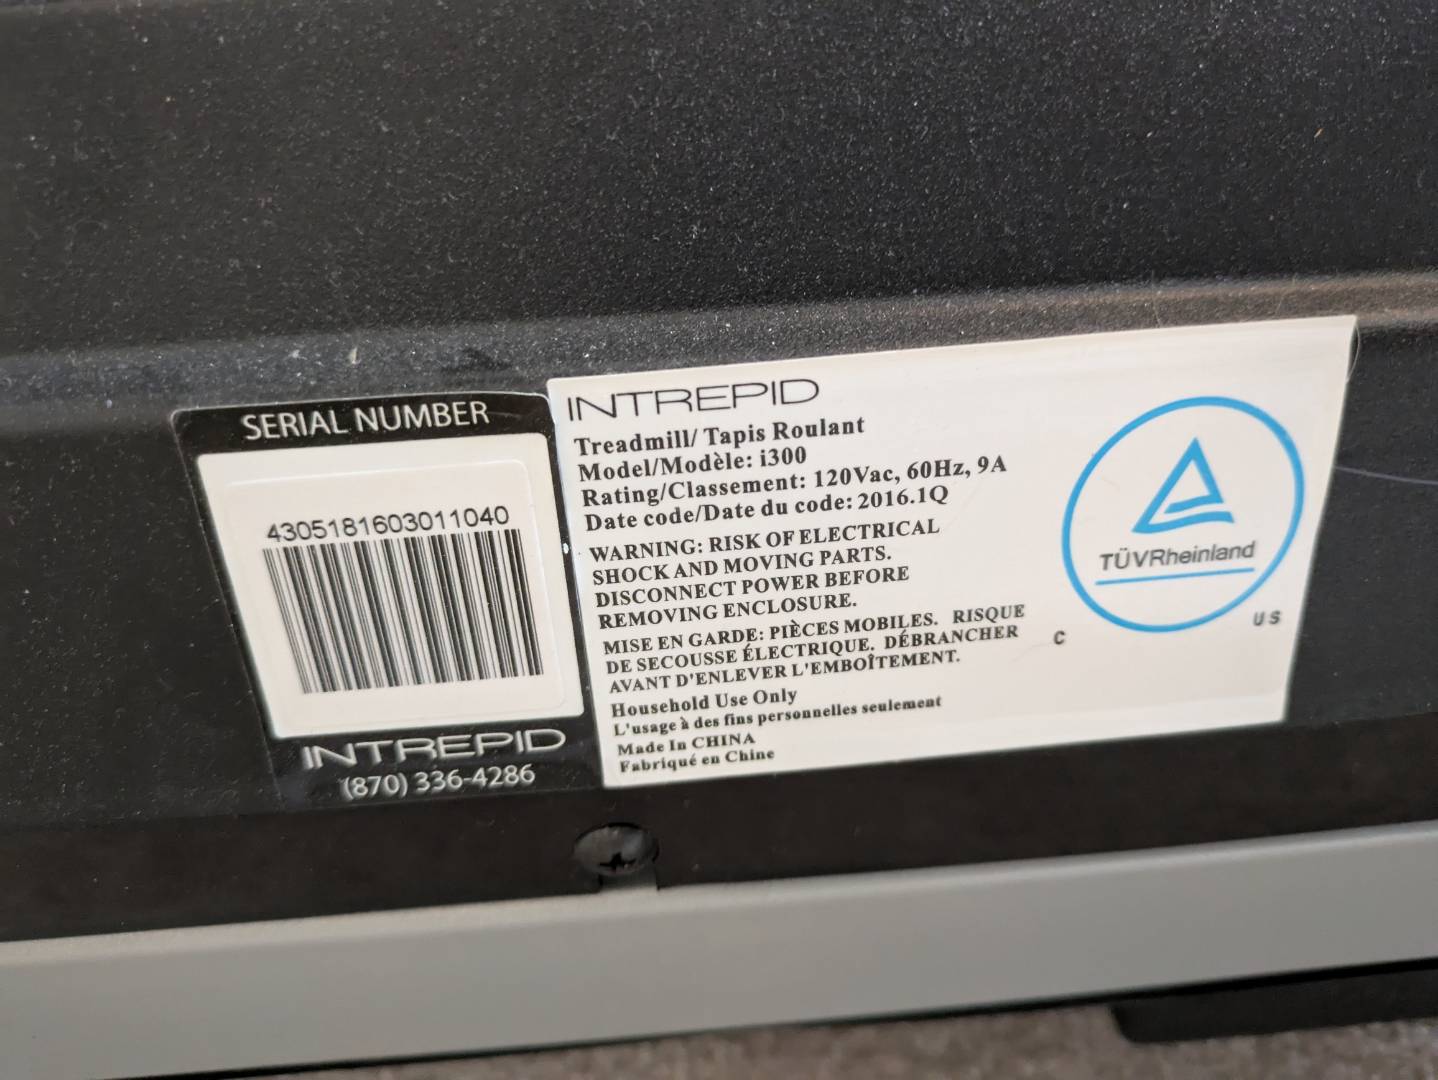 SERIAL NUMBER
4305181603011040
INTREPID
(870) 336-4286
INTREPID
Treadmill/ Tapis Roulant
Model/Modèle: i300
Rating/Classement: 120Vac, 60Hz, 9A
Date code/Date du code: 2016.1Q
WARNING: RISK OF ELECTRICAL
SHOCK AND MOVING PARTS.
DISCONNECT POWER BEFORE
REMOVING ENCLOSURE.
MISE EN GARDE: PIÈCES MOBILES. RISQUE
DE SECOUSSE ÉLECTRIQUE. DÉBRANCHER
AVANT D'ENLEVER L'EMBOÎTEMENT.
Household Use Only
L'usage à des fins personnelles seulement
Made In CHINA
Fabriqué en Chine
TÜVRheinland
C US